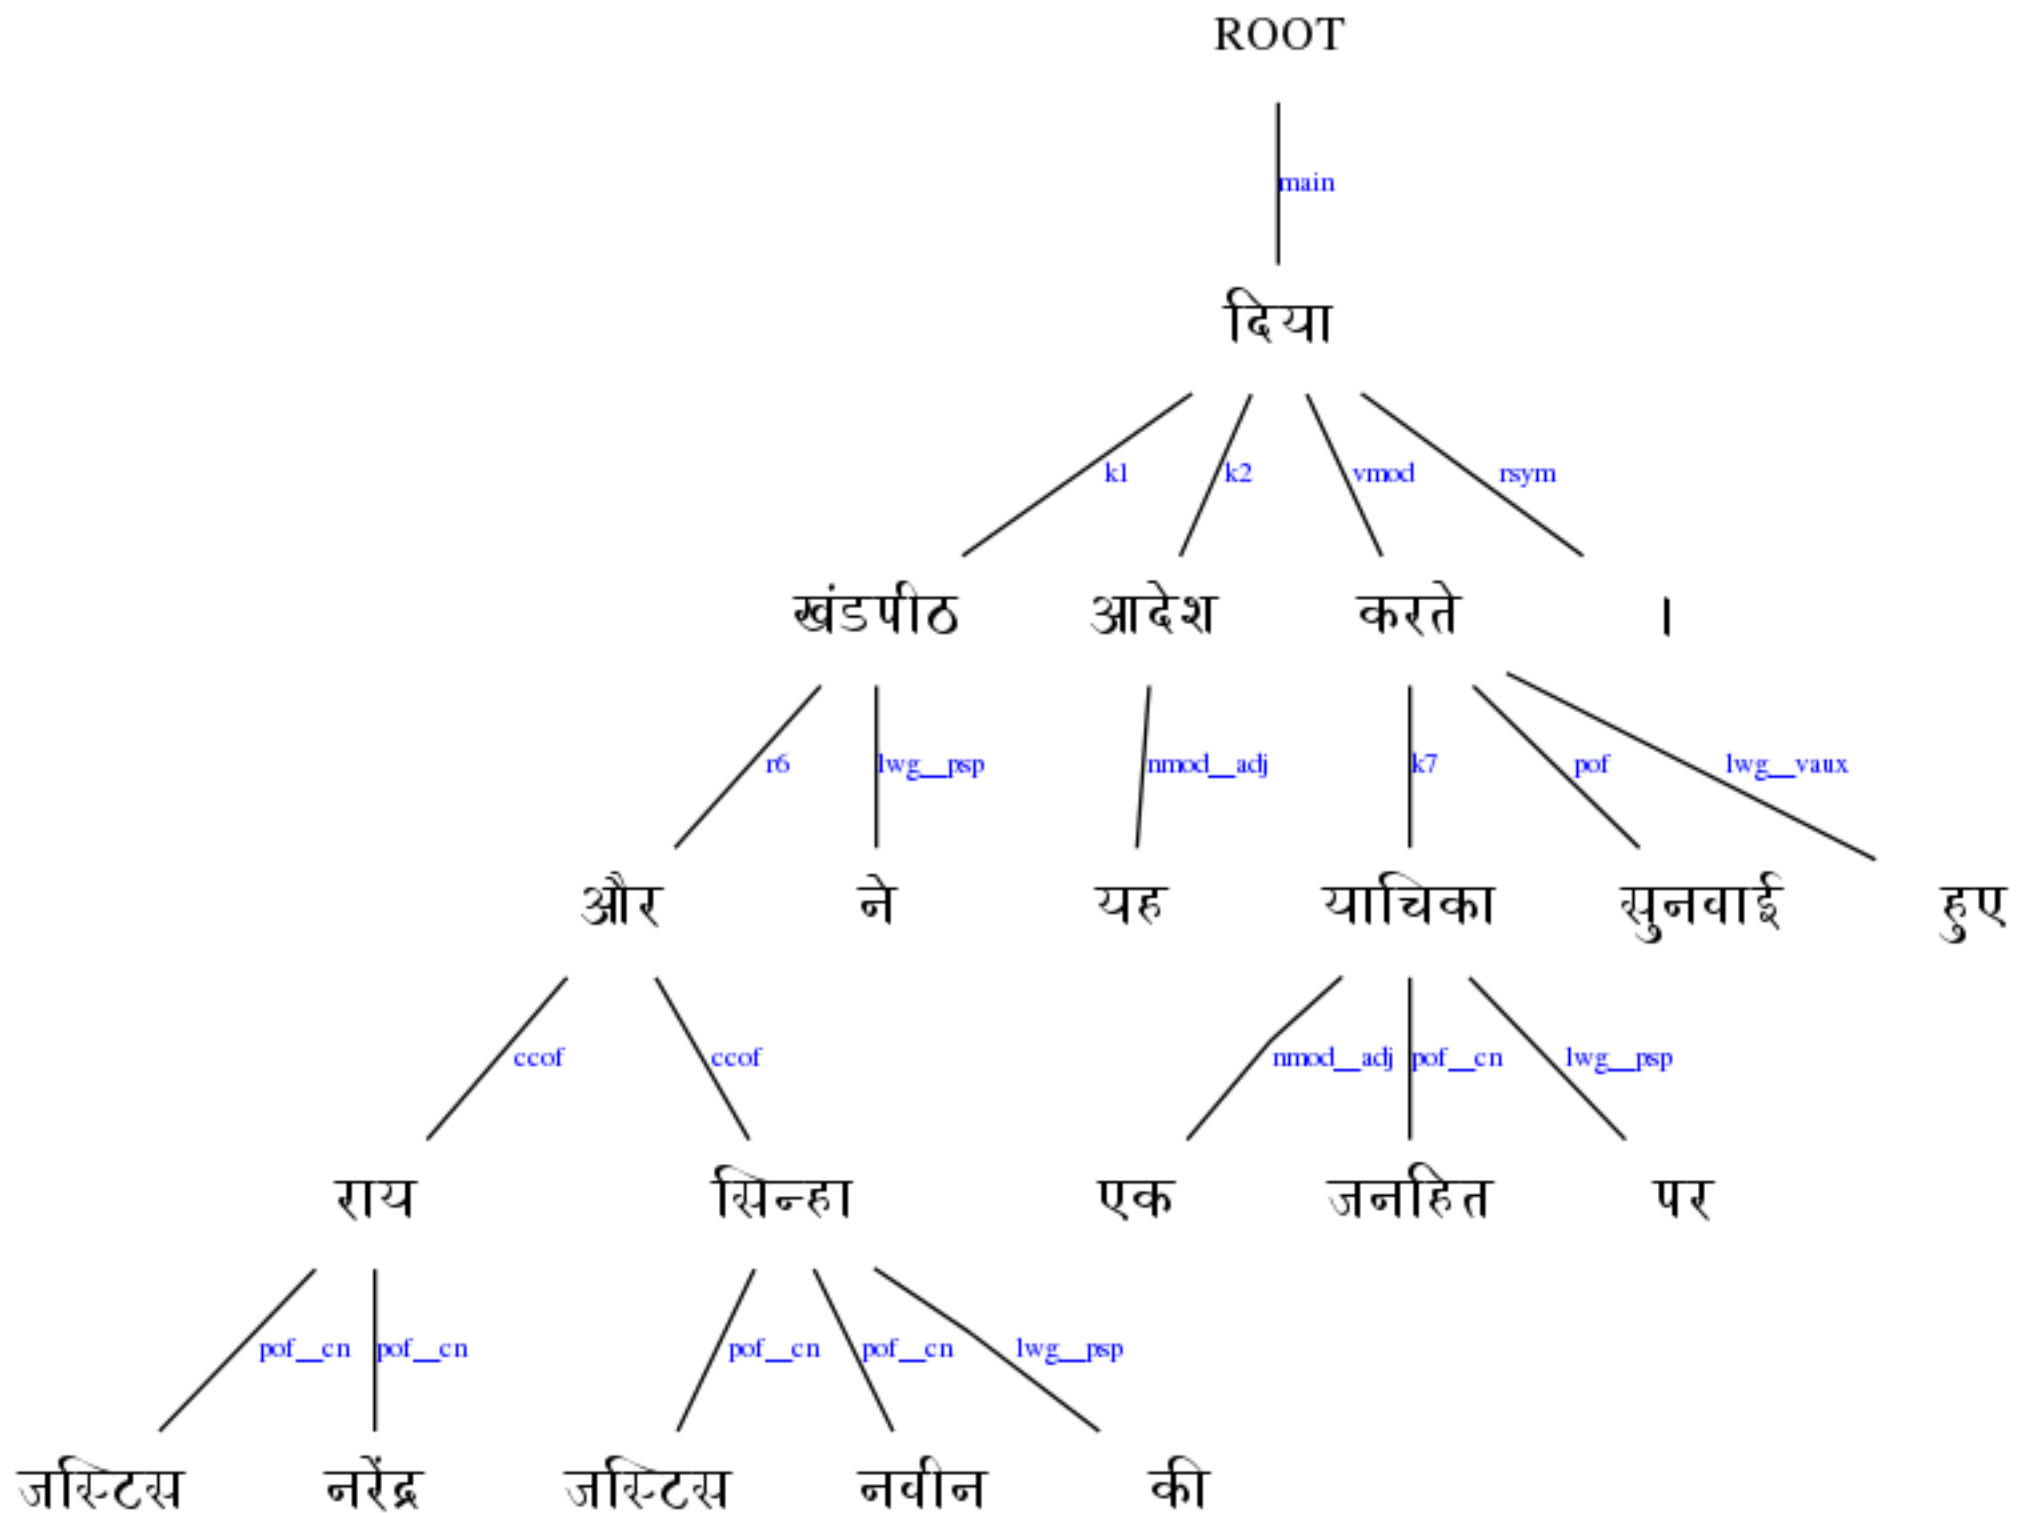 ROOT
main
दिया
k1 k2 vmod rsym
खंडपीठ आदेश करते ।
r6 lwg__psp nmod__adj k7 pof lwg__vaux
और ने यह याचिका सुनवाई हुए
ccof ccof nmod__adj pof__cn lwg__psp
राय सिन्हा एक जनहित पर
pof__cn pof__cn pof__cn pof__cn lwg__psp
जस्टिस नरेंद्र जस्टिस नवीन की